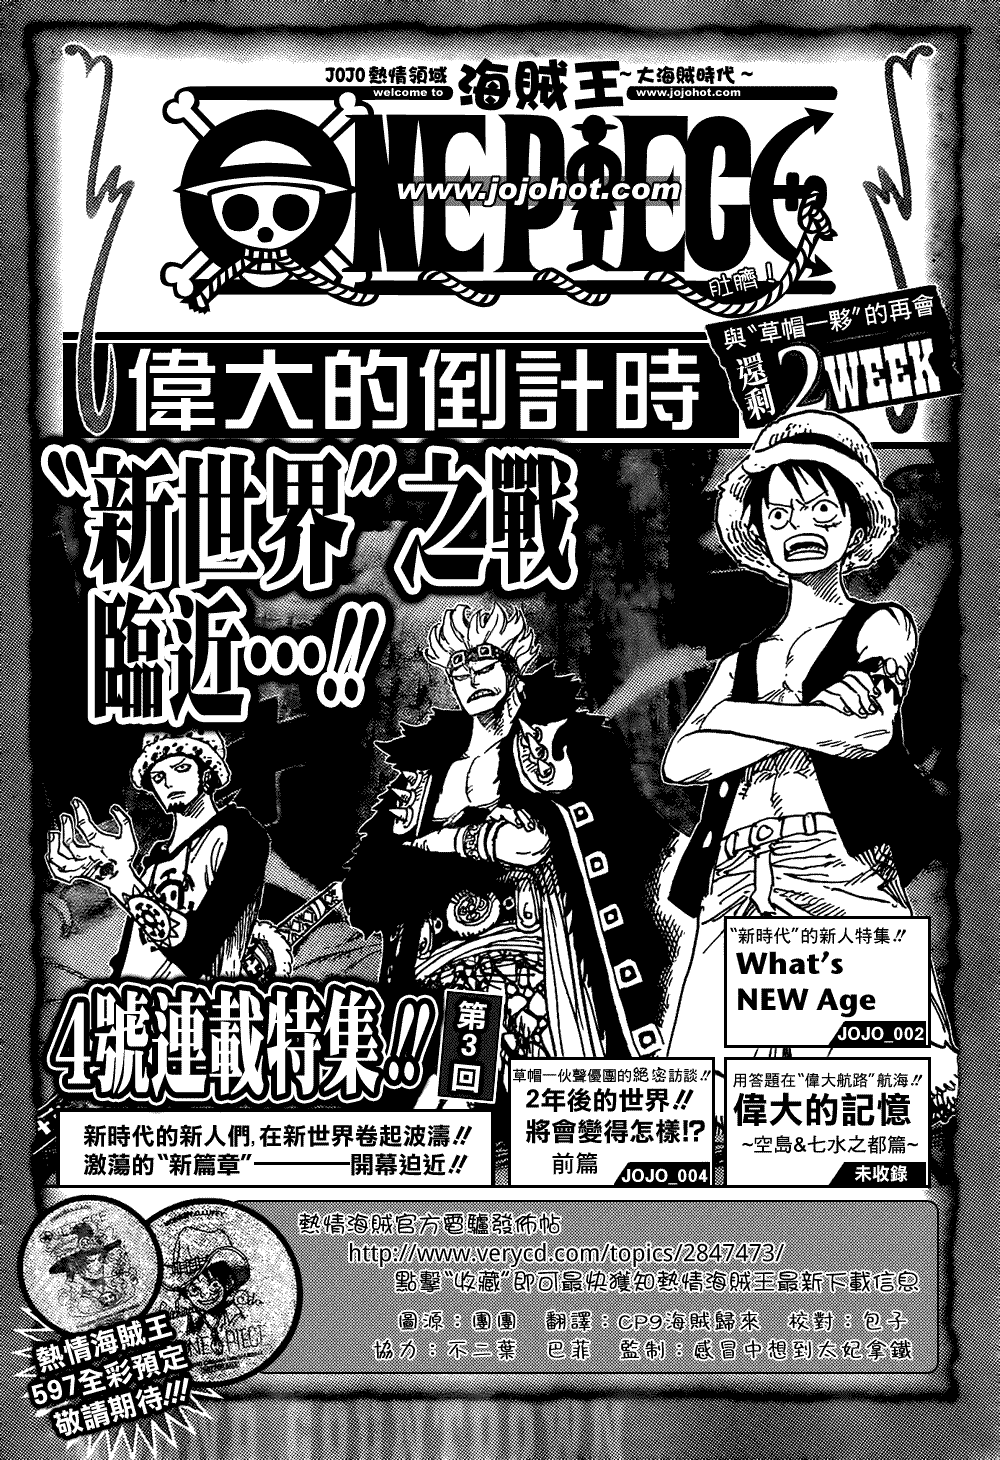 JOJO 熱情領域 海賊王 ~大海賊時代~
welcome to www.jojohot.com
ONE PIECE
www.jojohot.com
肚臍！
與“草帽一夥”的再會
還剩 2 WEEK
偉大的倒計時
“新世界”之戰
臨近…!!
4號連載特集!!
第3回
“新時代”的新人特集!!
What's
NEW Age
JOJO_002
新時代的新人們，在新世界卷起波濤!!
激蕩的“新篇章”———開幕迫近!!
草帽一伙聲優團的絕密訪談!!
2年後的世界!!
將會變得怎樣!?
前篇
JOJO_004
用答題在“偉大航路”航海!!
偉大的記憶
~空島&七水之都篇~
未收錄
熱情海賊官方電驢發佈帖
http://www.verycd.com/topics/2847473/
點擊“收藏”即可最快獲知熱情海賊王最新下載信息
圖源：團團 翻譯：CP9海賊歸來 校對：包子
協力：不二葉 巴菲 監制：感冒中想到太妃拿鐵
ONE PIECE
熱情海賊王
597全彩預定
敬請期待!!!